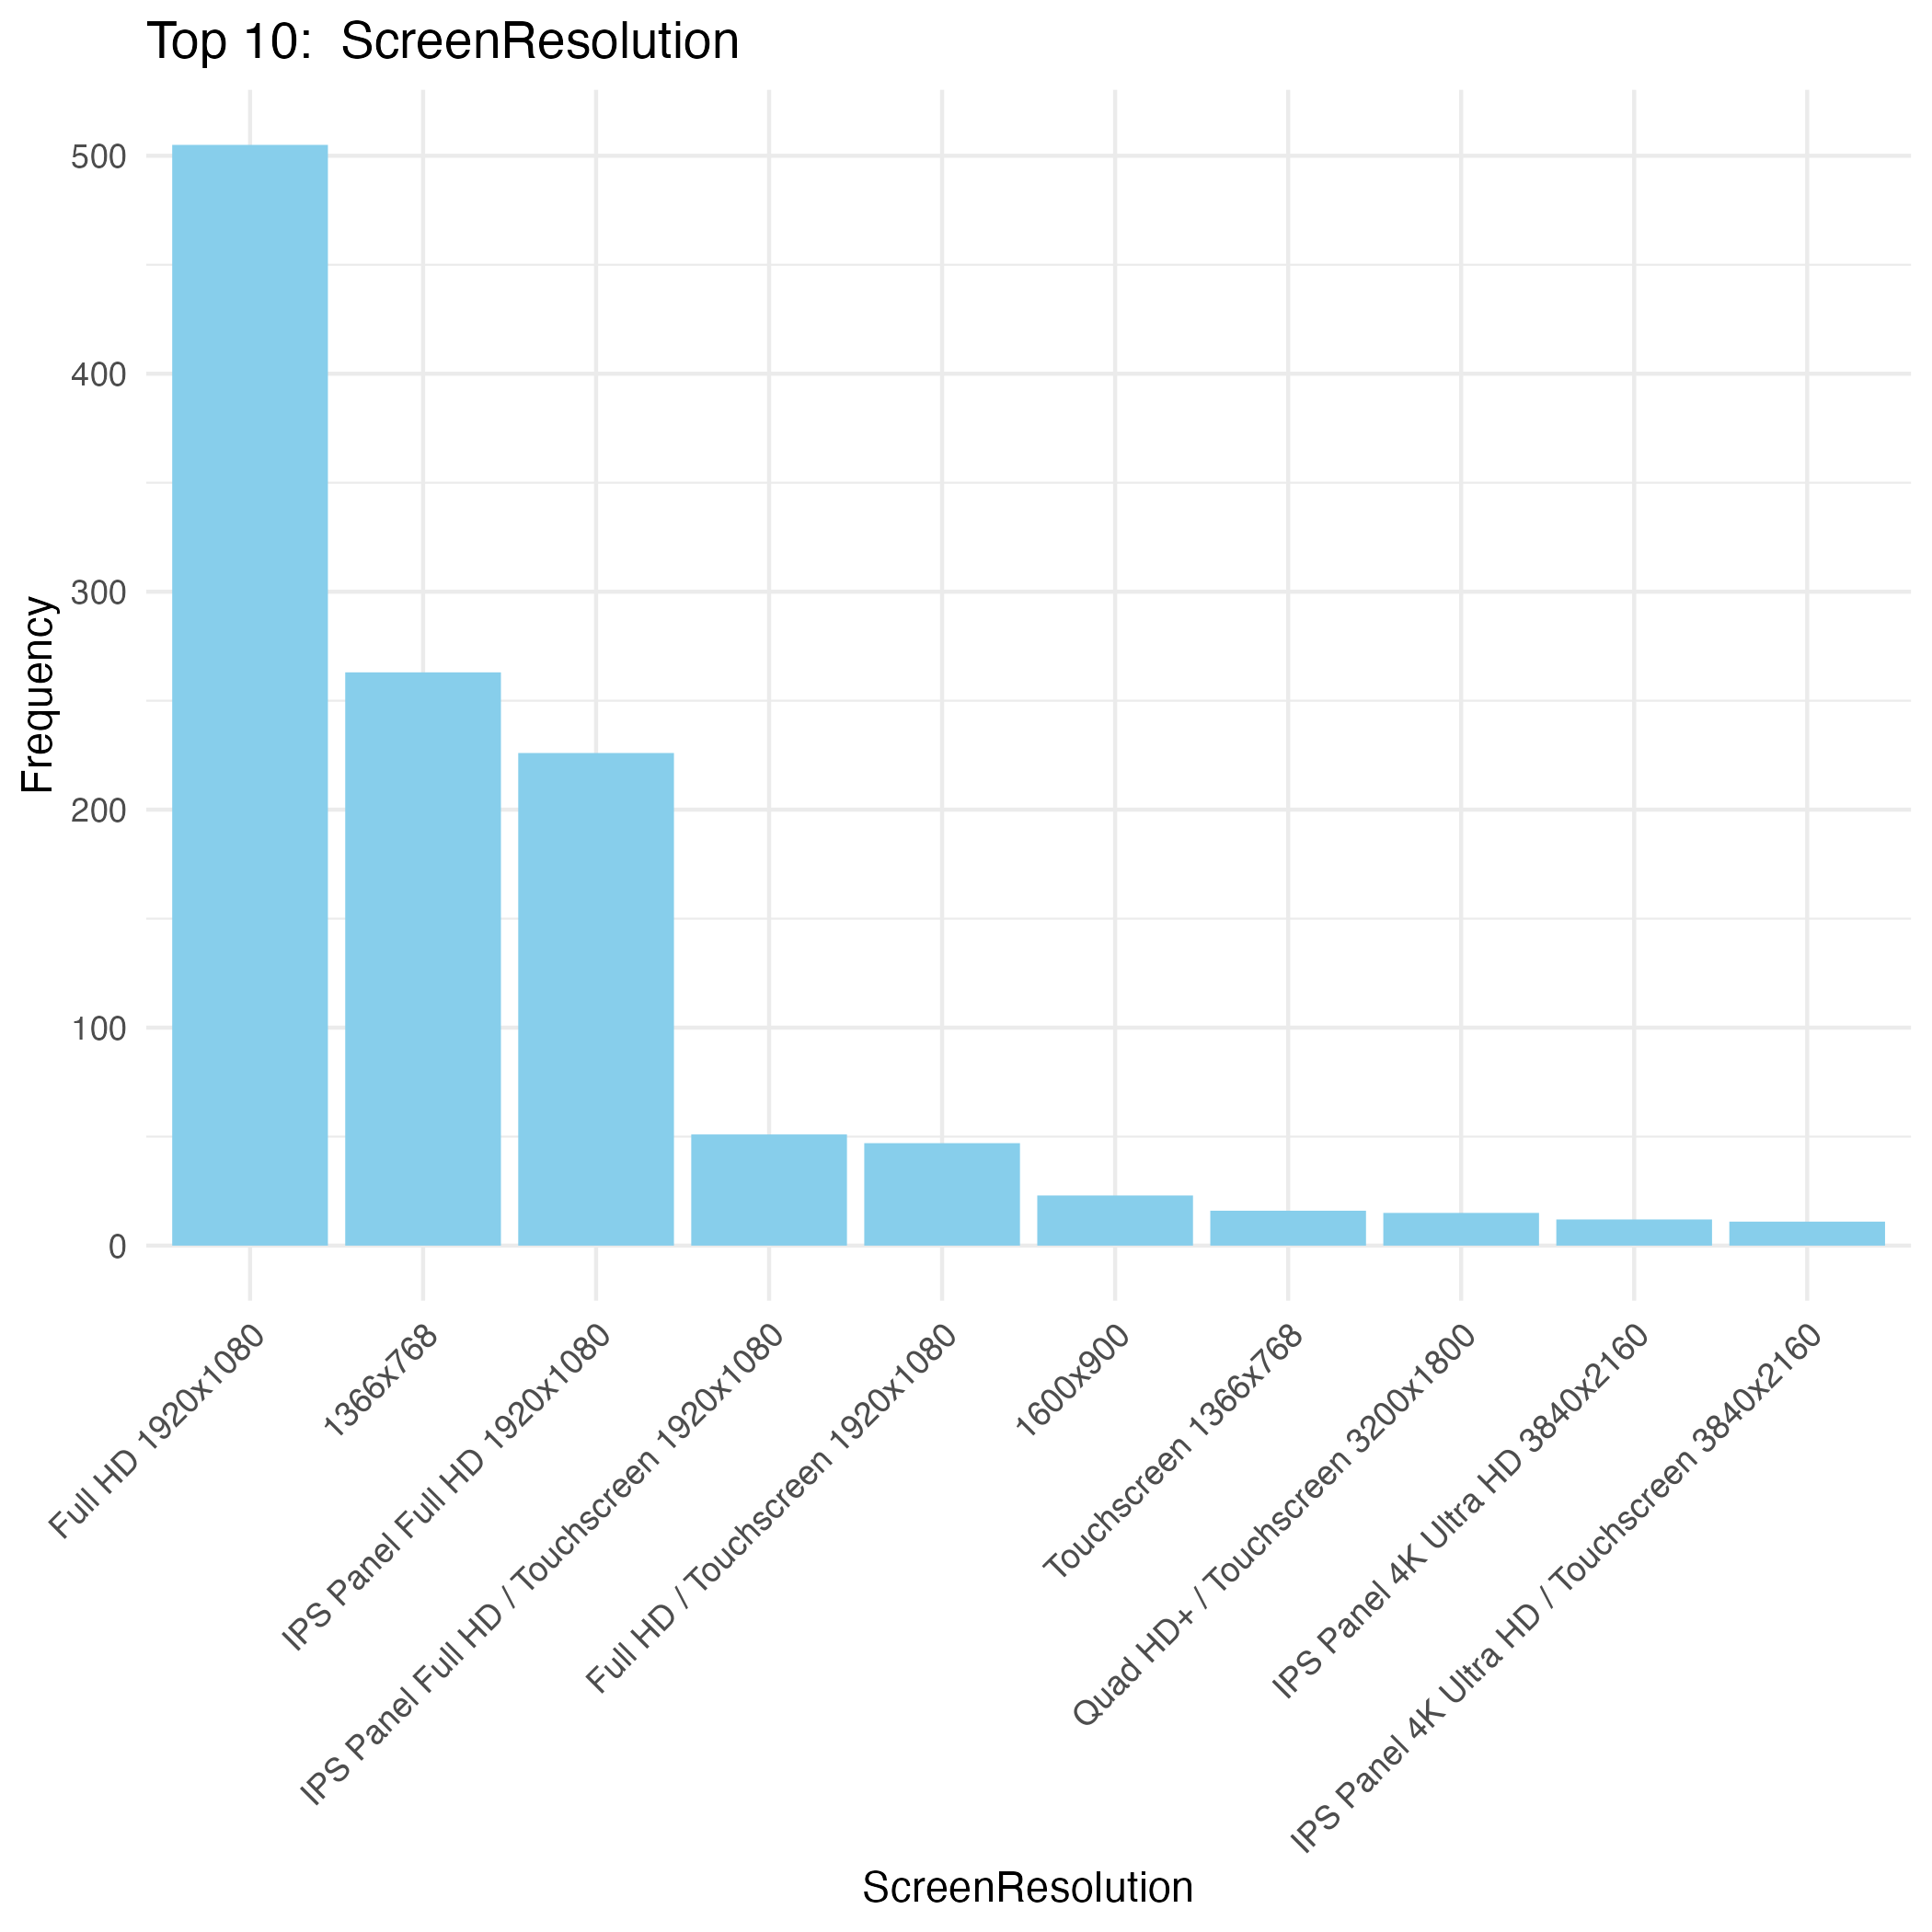 Top 10:  ScreenResolution
Frequency
500
400
300
200
100
0
Full HD 1920x1080
1366x768
IPS Panel Full HD 1920x1080
IPS Panel Full HD / Touchscreen 1920x1080
Full HD / Touchscreen 1920x1080
1600x900
Touchscreen 1366x768
Quad HD+ / Touchscreen 3200x1800
IPS Panel 4K Ultra HD 3840x2160
IPS Panel 4K Ultra HD / Touchscreen 3840x2160
ScreenResolution